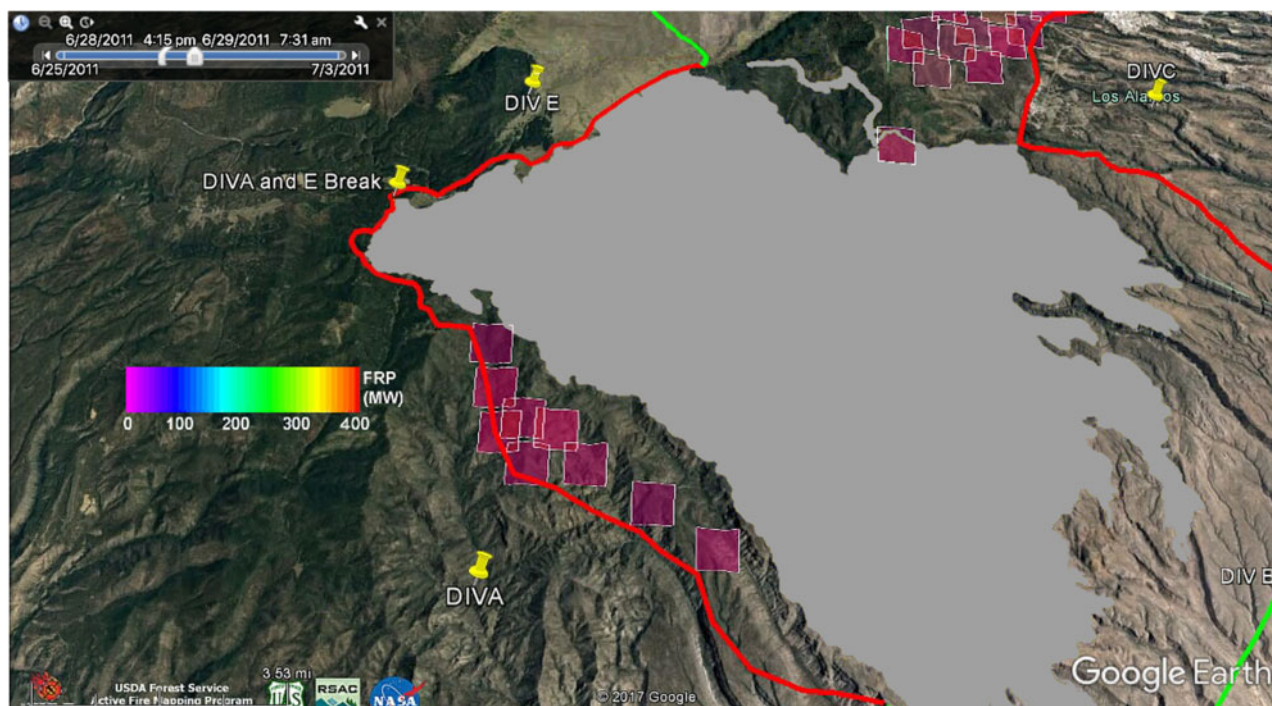 6/28/2011 4:15 pm 6/29/2011 7:31 am
6/25/2011 7/3/2011
DIV E
DIVC
Los Alamos
DIVA and E Break
FRP
(MW)
0 100 200 300 400
DIVA
DIV E
3.53 mi
USDA Forest Service
Active Fire Mapping Program
U S
RSAC
NASA
© 2017 Google
Google Earth